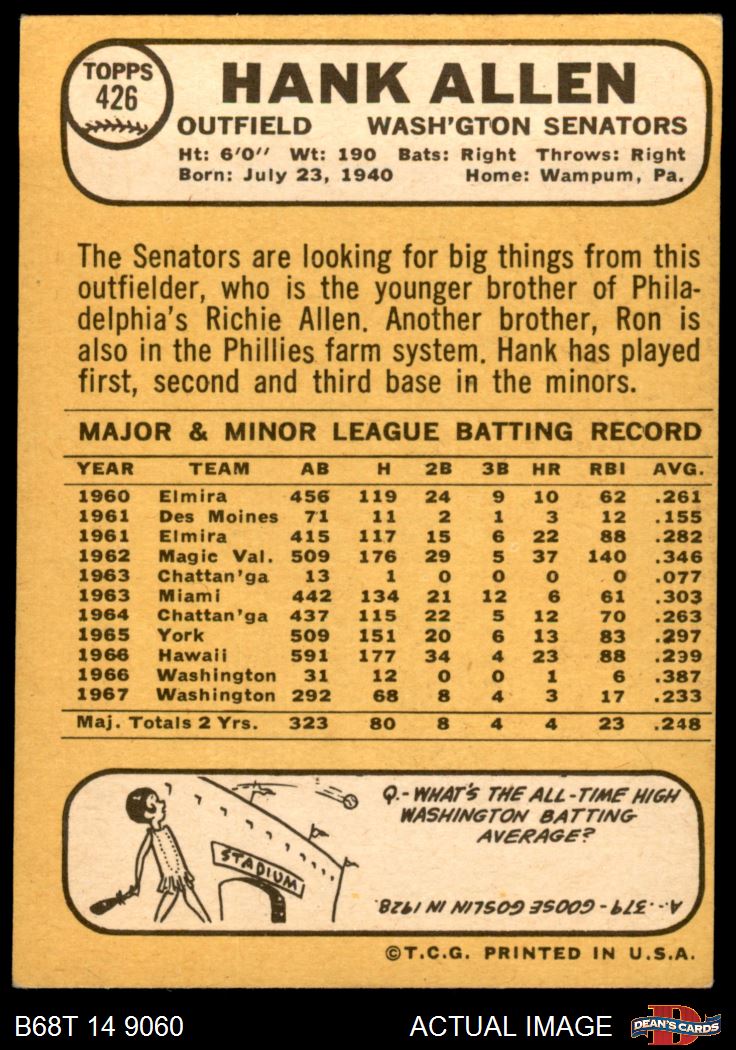 TOPPS
426
HANK ALLEN
OUTFIELD WASH'GTON SENATORS
Ht: 6'0'' Wt: 190 Bats: Right Throws: Right
Born: July 23, 1940 Home: Wampum, Pa.
The Senators are looking for big things from this
outfielder, who is the younger brother of Phila-
delphia's Richie Allen. Another brother, Ron is
also in the Phillies farm system. Hank has played
first, second and third base in the minors.
MAJOR & MINOR LEAGUE BATTING RECORD
YEAR TEAM AB H 2B 3B HR RBI AVG.
1960 Elmira 456 119 24 9 10 62 .261
1961 Des Moines 71 11 2 1 3 12 .155
1961 Elmira 415 117 15 6 22 88 .282
1962 Magic Val. 509 176 29 5 37 140 .346
1963 Chattan'ga 13 1 0 0 0 0 .077
1963 Miami 442 134 21 12 6 61 .303
1964 Chattan'ga 437 115 22 5 12 70 .263
1965 York 509 151 20 6 13 83 .297
1966 Hawaii 591 177 34 4 23 88 .299
1966 Washington 31 12 0 0 1 6 .387
1967 Washington 292 68 8 4 3 17 .233
Maj. Totals 2 Yrs. 323 80 8 4 4 23 .248
Q.-WHAT'S THE ALL-TIME HIGH
WASHINGTON BATTING
AVERAGE?
STADIUM
A-.379 - GOOSE GOSLIN IN 1928.
©T.C.G. PRINTED IN U.S.A.
B68T 14 9060 ACTUAL IMAGE
D
DEAN'S CARDS